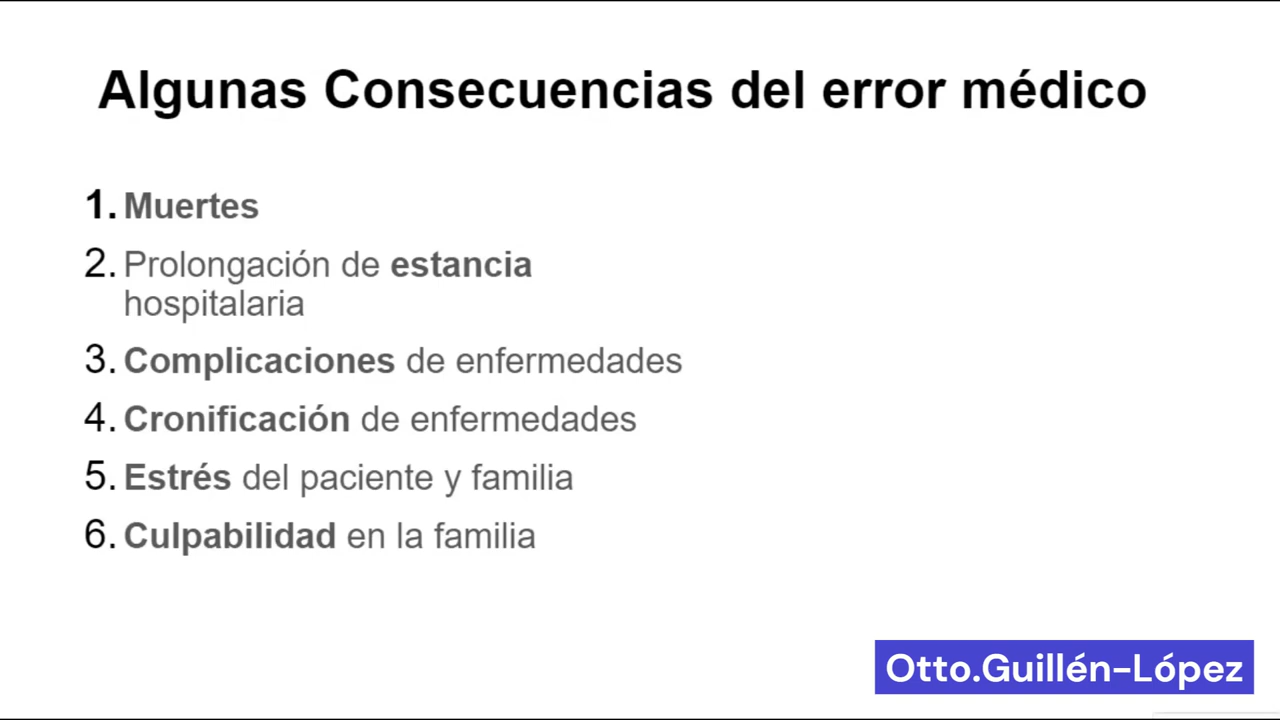 Algunas Consecuencias del error médico
1. Muertes
2. Prolongación de estancia
hospitalaria
3. Complicaciones de enfermedades
4. Cronificación de enfermedades
5. Estrés del paciente y familia
6. Culpabilidad en la familia
Otto.Guillén-López